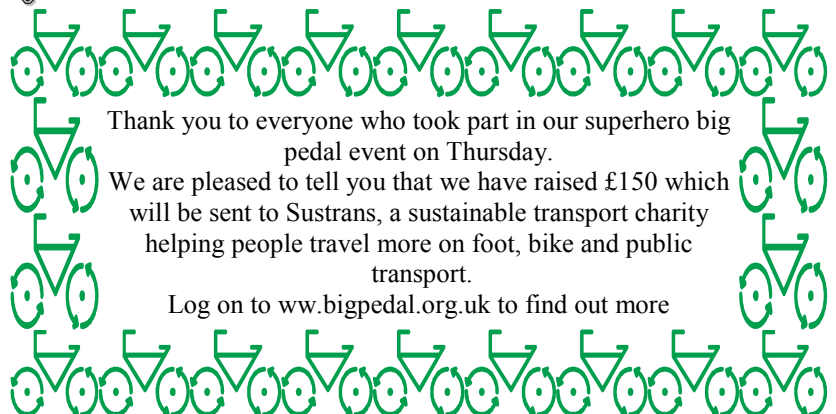 Thank you to everyone who took part in our superhero big
pedal event on Thursday.
We are pleased to tell you that we have raised £150 which
will be sent to Sustrans, a sustainable transport charity
helping people travel more on foot, bike and public
transport.
Log on to ww.bigpedal.org.uk to find out more